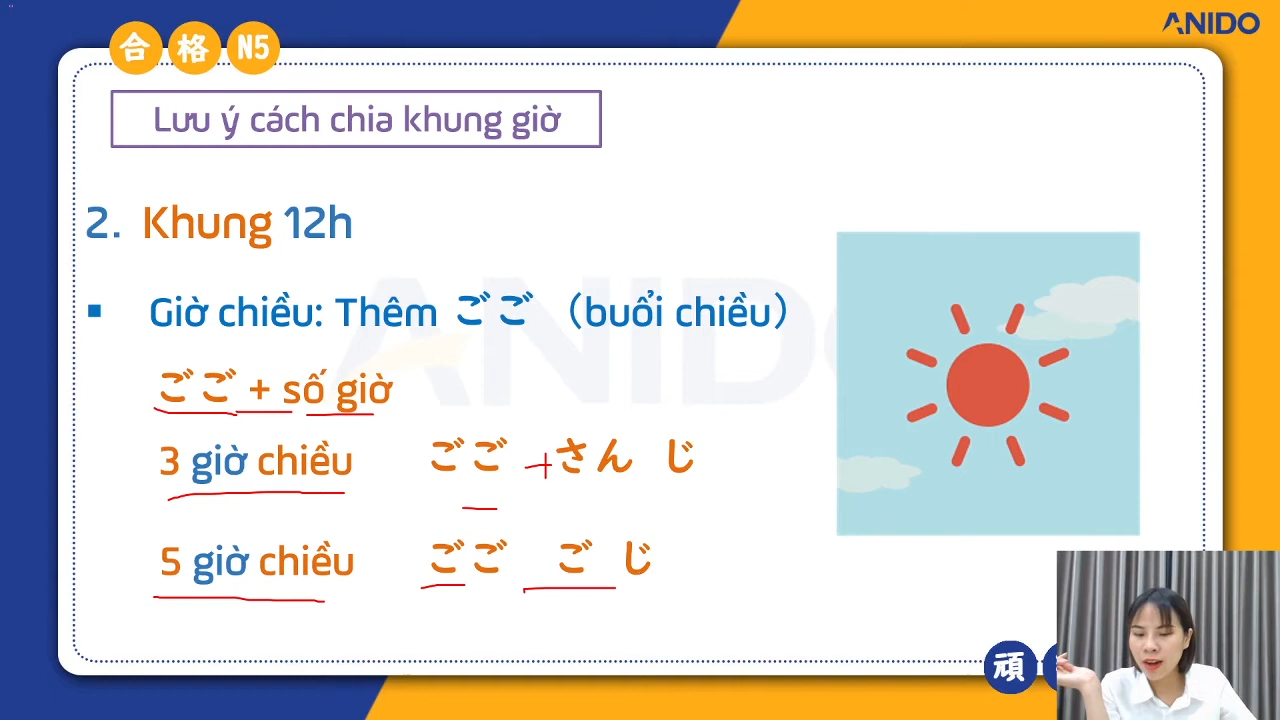 ANIDO
合格 N5
Lưu ý cách chia khung giờ
2. Khung 12h
▪ Giờ chiều: Thêm ごご （buổi chiều）
ごご + số giờ
3 giờ chiều ごご +さん じ
5 giờ chiều ごご ご じ
ANIDO
頑